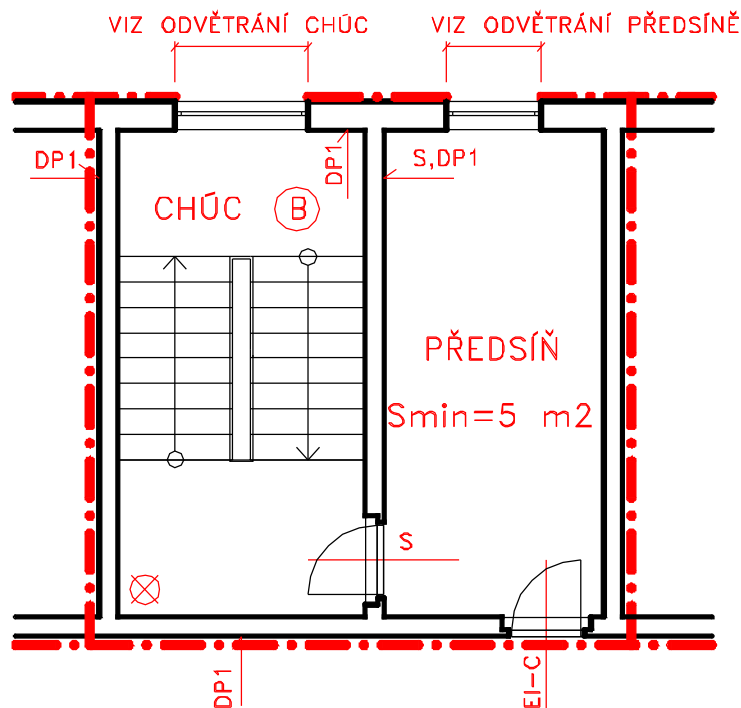 VIZ ODVĚTRÁNÍ CHÚC
VIZ ODVĚTRÁNÍ PŘEDSÍNĚ
DP1
DP1
S,DP1
CHÚC B
PŘEDSÍŇ
Smin=5 m2
S
DP1
EI-C